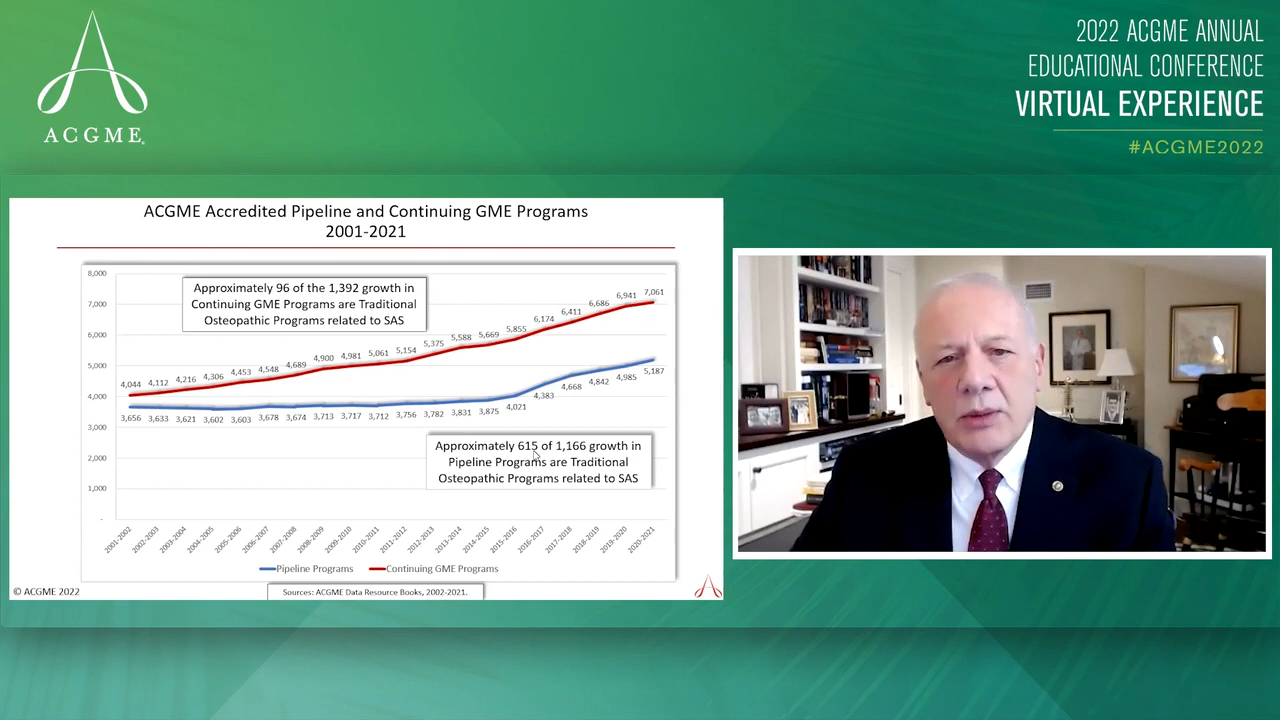 ACGME
2022 ACGME ANNUAL
EDUCATIONAL CONFERENCE
VIRTUAL EXPERIENCE
#ACGME2022
ACGME Accredited Pipeline and Continuing GME Programs
2001-2021
8,000
7,000
6,000
5,000
4,000
3,000
2,000
1,000
-
Approximately 96 of the 1,392 growth in
Continuing GME Programs are Traditional
Osteopathic Programs related to SAS
4,044 4,112 4,216 4,306 4,453 4,548 4,689 4,900 4,981 5,061 5,154 5,375 5,588 5,669 5,855 6,174 6,411 6,686 6,941 7,061
3,656 3,633 3,621 3,602 3,603 3,678 3,674 3,713 3,717 3,712 3,756 3,782 3,831 3,875 4,021 4,383 4,668 4,842 4,985 5,187
Approximately 615 of 1,166 growth in
Pipeline Programs are Traditional
Osteopathic Programs related to SAS
2001-2002 2002-2003 2003-2004 2004-2005 2005-2006 2006-2007 2007-2008 2008-2009 2009-2010 2010-2011 2011-2012 2012-2013 2013-2014 2014-2015 2015-2016 2016-2017 2017-2018 2018-2019 2019-2020 2020-2021
Pipeline Programs Continuing GME Programs
© ACGME 2022
Sources: ACGME Data Resource Books, 2002-2021.